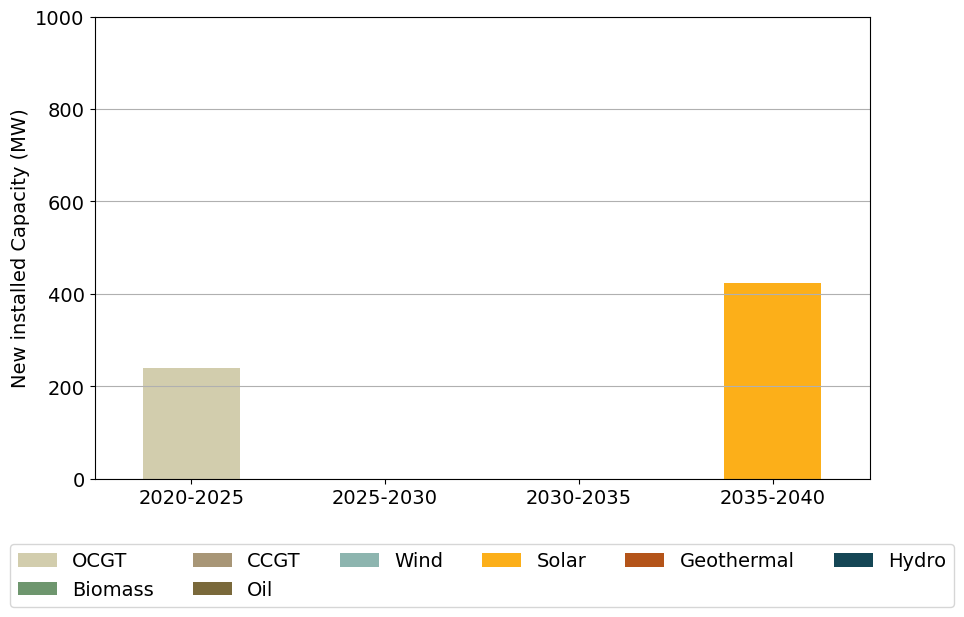 New installed Capacity (MW)
1000
800
600
400
200
0
2020-2025 2025-2030 2030-2035 2035-2040
OCGT CCGT Wind Solar Geothermal Hydro
Biomass Oil